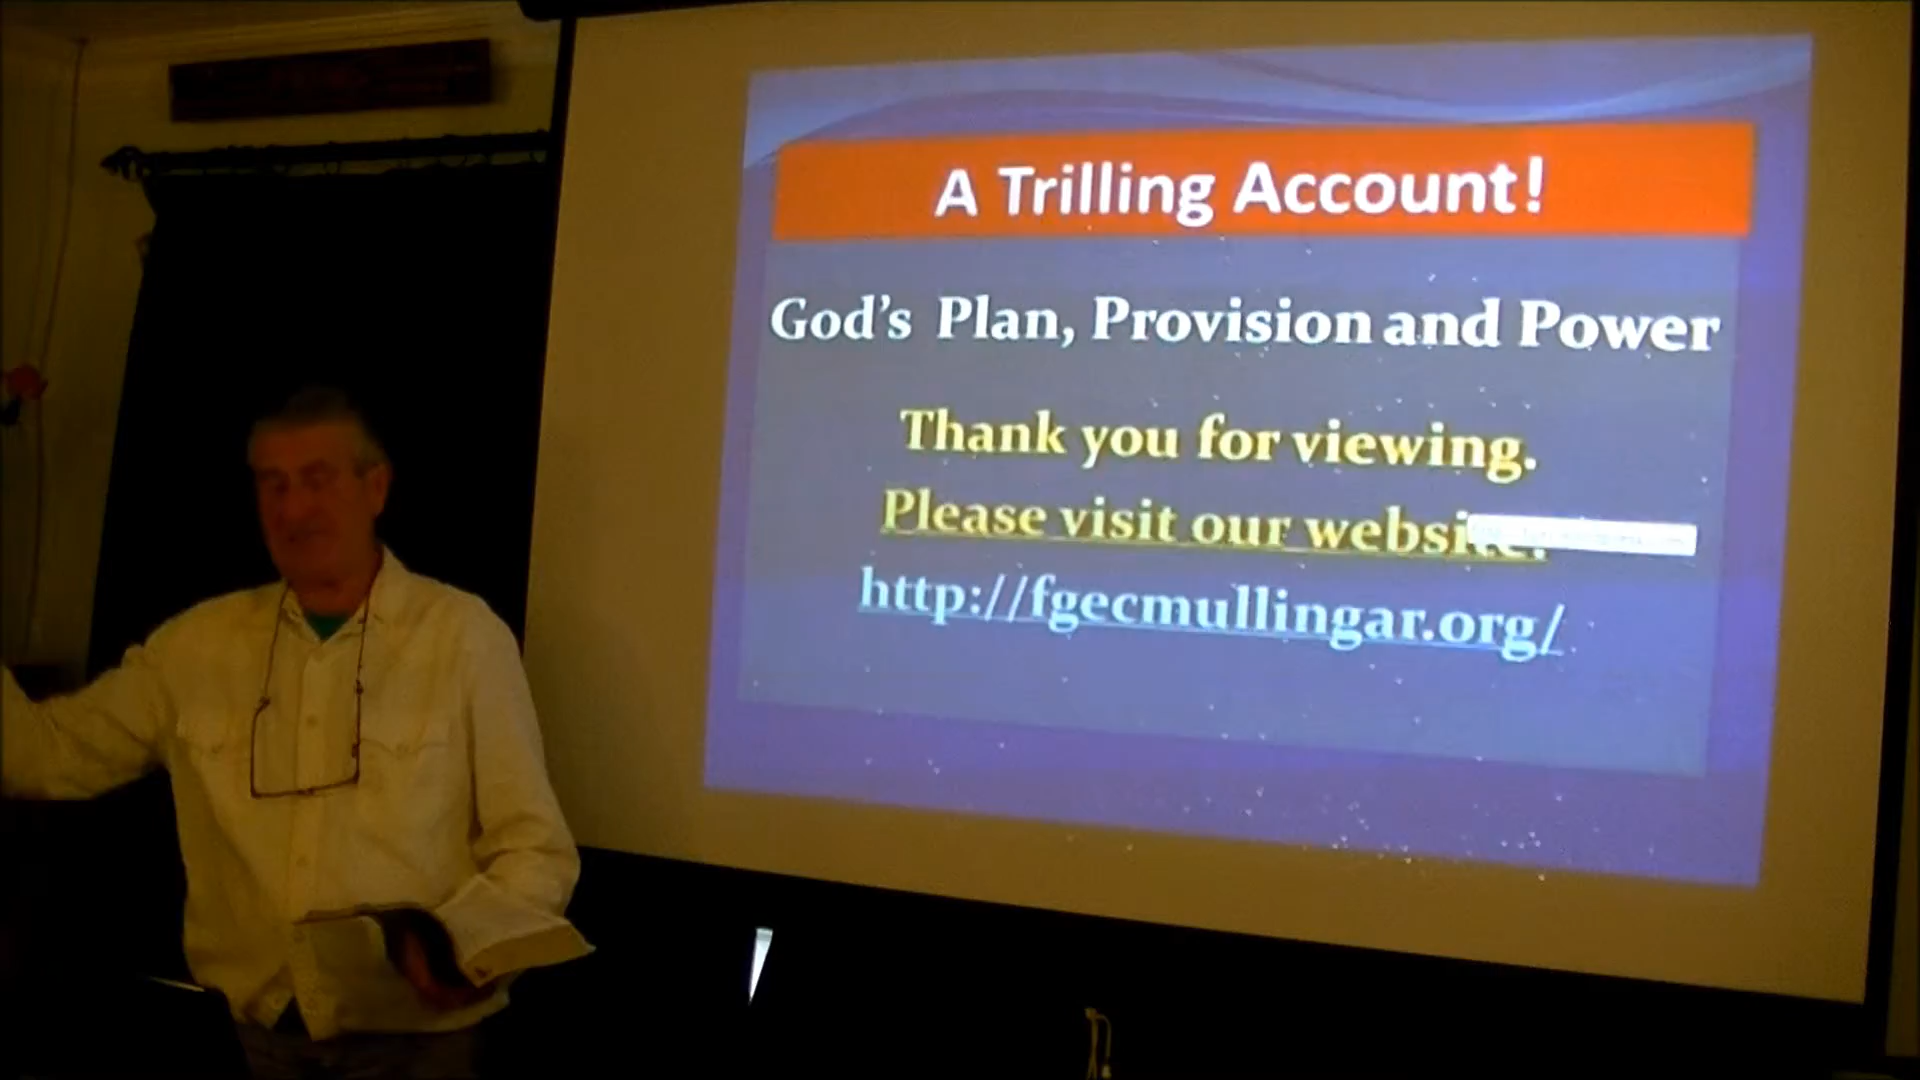 A Trilling Account!
God's Plan, Provision and Power
Thank you for viewing.
Please visit our website:
http://fgecmullingar.org/